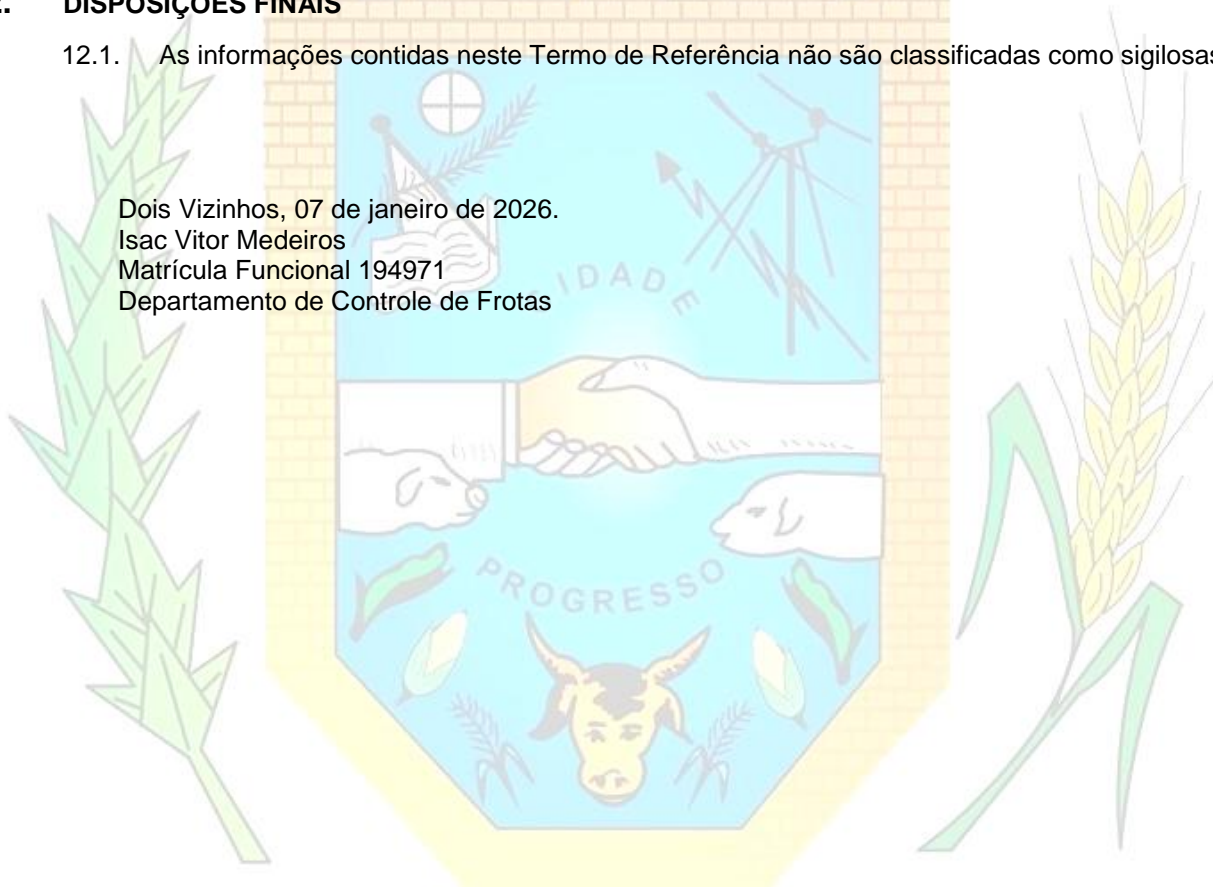 DISPOSIÇÕES FINAIS
12.1. As informações contidas neste Termo de Referência não são classificadas como sigilosas
Dois Vizinhos, 07 de janeiro de 2026.
Isac Vitor Medeiros
Matrícula Funcional 194971
Departamento de Controle de Frotas
IDADE
PROGRESSO